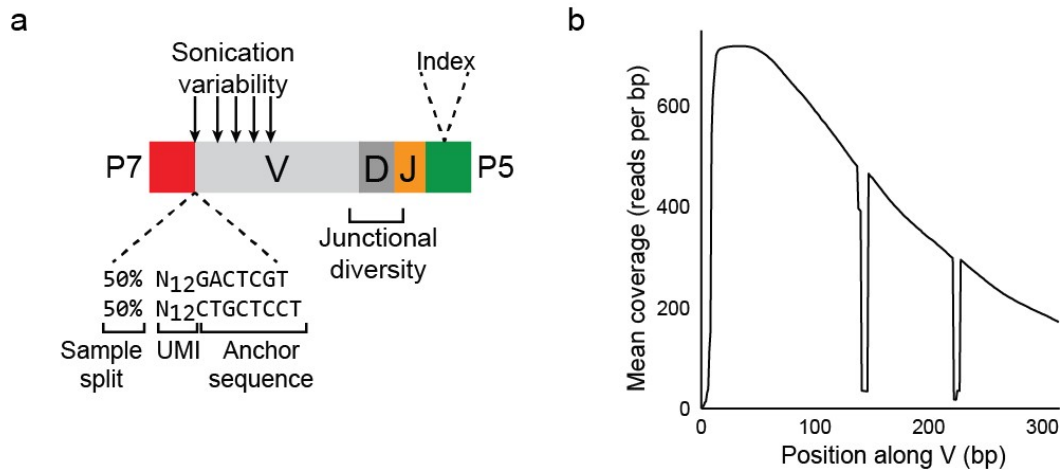 a
Sonication
variability
Index
P7
V
D
J
P5
Junctional
diversity
50% N12GACTCGT
50% N12CTGCTCCT
Sample
split
UMI
Anchor
sequence
b
Mean coverage (reads per bp)
600
400
200
0
0
100
200
300
Position along V (bp)